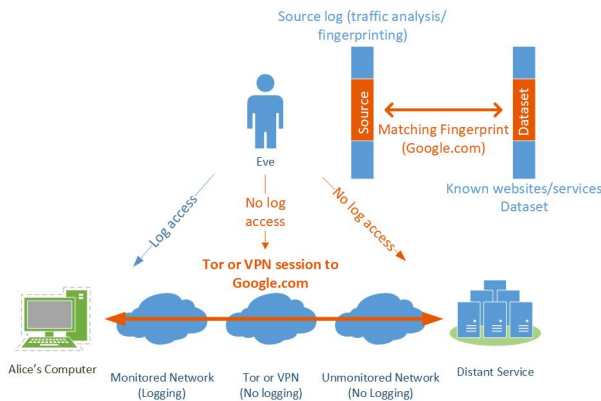 Source log (traffic analysis/
fingerprinting)
Source
Dataset
Matching Fingerprint
(Google.com)
Eve
Known websites/services
Dataset
Log access
No log
access
No log access
Tor or VPN session to
Google.com
Alice's Computer
Monitored Network
(Logging)
Tor or VPN
(No logging)
Unmonitored Network
(No Logging)
Distant Service